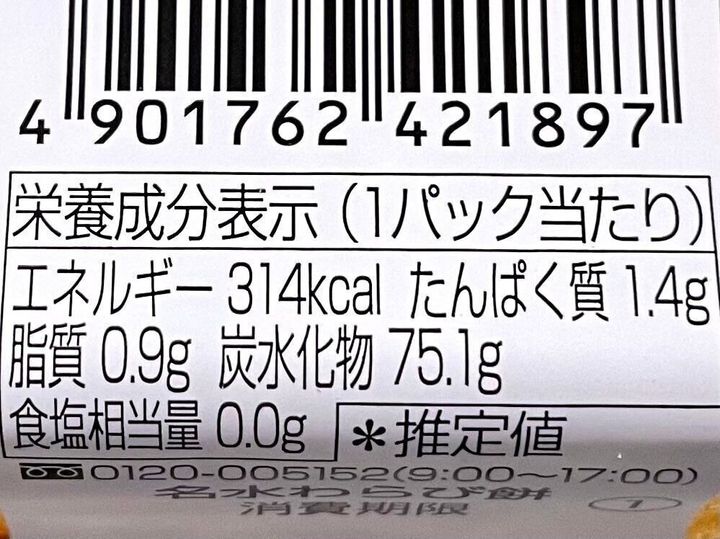 4 901762 421897
栄養成分表示 (1パック当たり)
エネルギー 314kcal たんぱく質 1.4g
脂質 0.9g 炭水化物 75.1g
食塩相当量 0.0g *推定値
0120-005152(9:00〜17:00)
名水わらび餅
消費期限 7